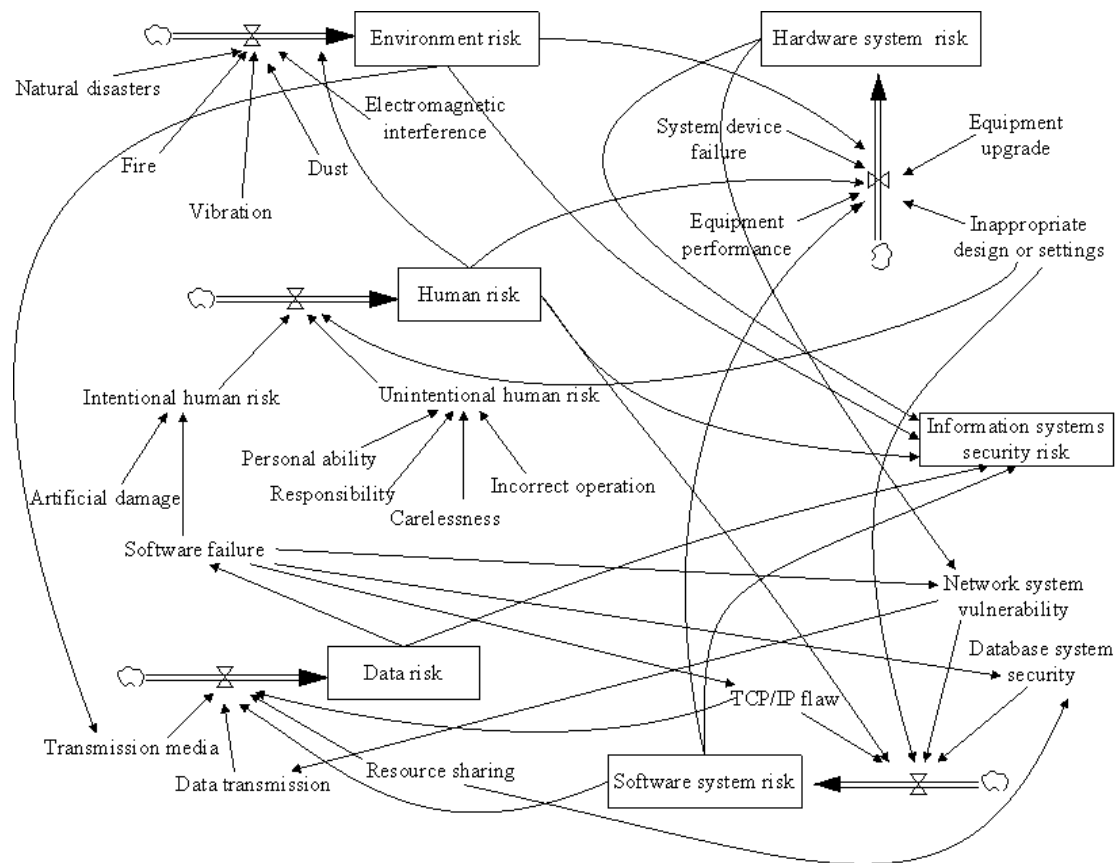 Environment risk
Hardware system risk
Natural disasters
Electromagnetic
interference
System device
failure
Equipment
upgrade
Fire
Dust
Vibration
Equipment
performance
Inappropriate
design or settings
Human risk
Intentional human risk
Unintentional human risk
Information systems
security risk
Personal ability
Artificial damage
Responsibility
Incorrect operation
Carelessness
Software failure
Network system
vulnerability
Data risk
Database system
security
TCP/IP flaw
Transmission media
Data transmission
Resource sharing
Software system risk